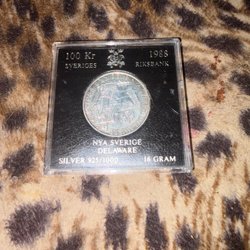 100 Kr 1988
SVERIGES RIKSBANK
NYA SVERIGE
DELAWARE
SILVER 925/1000 16 GRAM